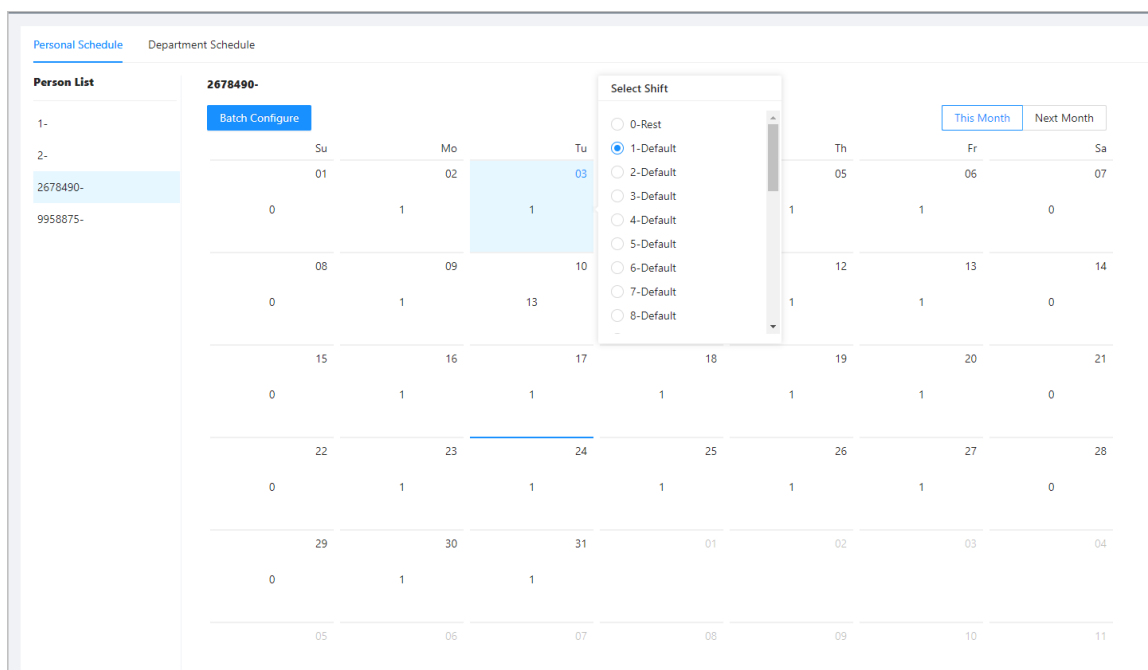 Personal Schedule Department Schedule
Person List
1-
2-
2678490-
9958875-
2678490-
Batch Configure
This Month Next Month
Su Mo Tu Th Fr Sa
01 02 03 05 06 07
0 1 1 1 1 0
08 09 10 12 13 14
0 1 13 1 1 0
15 16 17 18 19 20 21
0 1 1 1 1 1 0
22 23 24 25 26 27 28
0 1 1 1 1 1 0
29 30 31 01 02 03 04
0 1 1
05 06 07 08 09 10 11
Select Shift
0-Rest
1-Default
2-Default
3-Default
4-Default
5-Default
6-Default
7-Default
8-Default